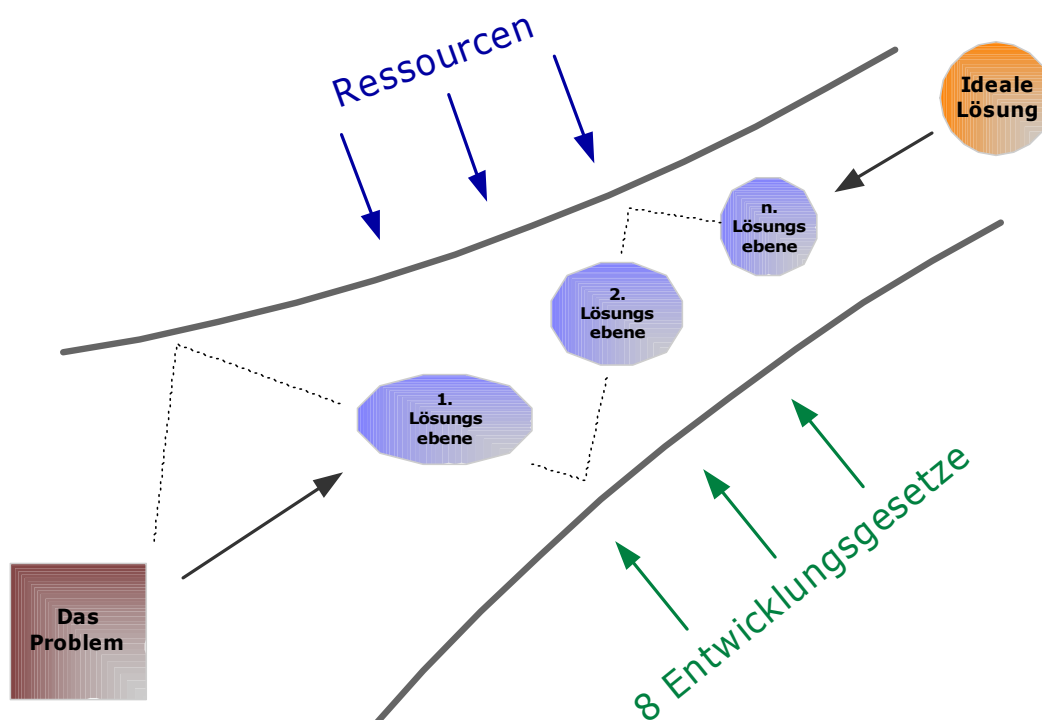 Ressourcen
Ideale
Lösung
n.
Lösungs
ebene
2.
Lösungs
ebene
1.
Lösungs
ebene
8 Entwicklungsgesetze
Das
Problem